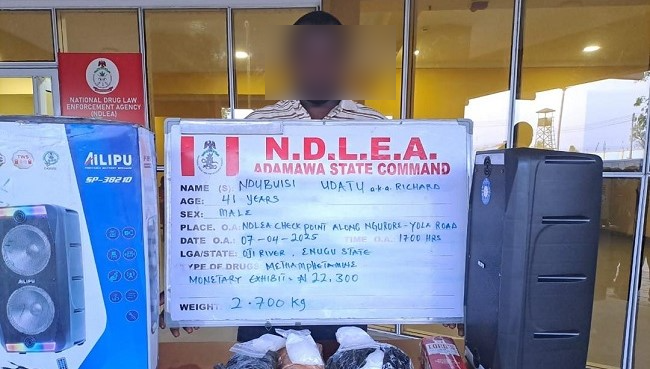 NATIONAL DRUG LAW
ENFORCEMENT AGENCY
(NDLEA)
AILIPU
SP-3821D
TWS
AILIPU
N.D.L.E.A.
ADAMAWA STATE COMMAND
NAME (S): NDUBUISI UDATU a.k.a RICHARD
AGE: 41 YEARS
SEX: MALE
PLACE. O.A: NDLEA CHECK POINT ALONG NGURORE-YOLA ROAD
DATE O.A: 07-04-2025 TIME O.A: 1700 HRS
LGA/STATE: OJI RIVER, ENUGU STATE
TYPE OF DRUGS: METHAMPHETAMINE
MONETARY EXHIBIT: ₦ 22,300
WEIGHT: 2.700 kg